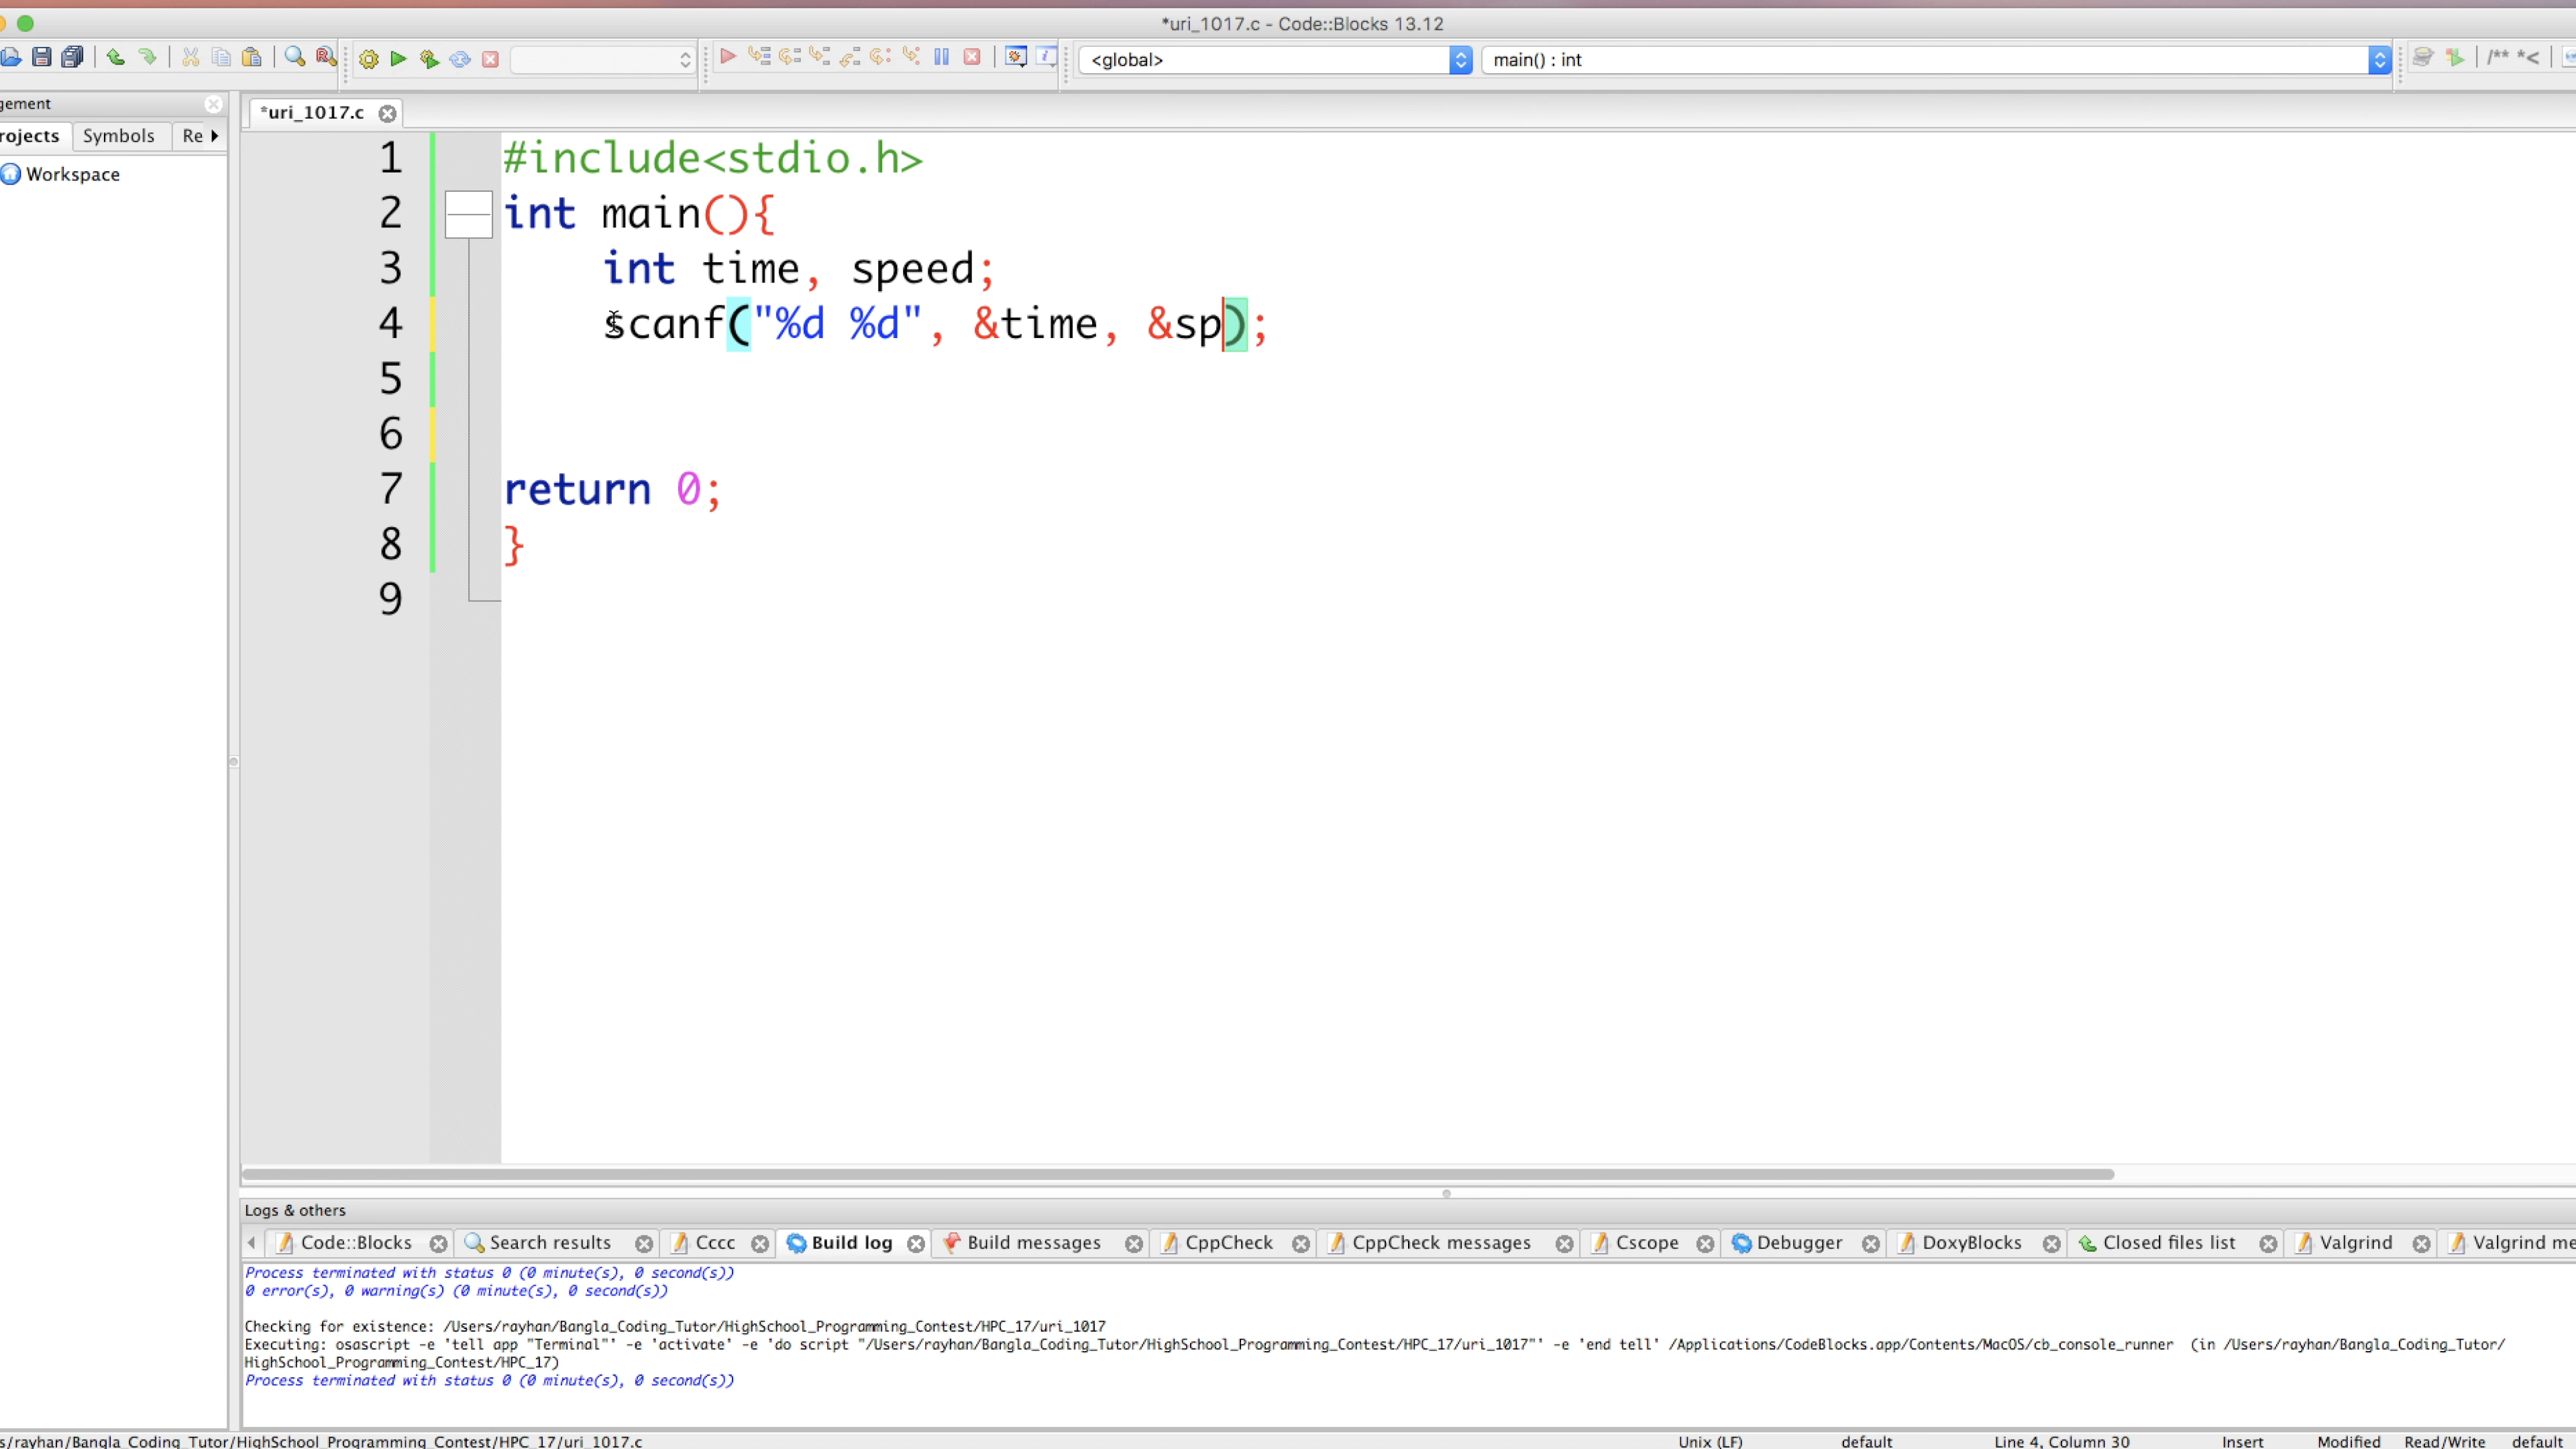 *uri_1017.c - Code::Blocks 13.12
<global>
main() : int
/** *<
gement
rojects Symbols Re
Workspace
*uri_1017.c
1 #include<stdio.h>
2 int main(){
3 int time, speed;
4 scanf("%d %d", &time, &sp);
5
6
7 return 0;
8 }
9
Logs & others
Code::Blocks Search results Cccc Build log Build messages CppCheck CppCheck messages Cscope Debugger DoxyBlocks Closed files list Valgrind Valgrind me
Process terminated with status 0 (0 minute(s), 0 second(s))
0 error(s), 0 warning(s) (0 minute(s), 0 second(s))
Checking for existence: /Users/rayhan/Bangla_Coding_Tutor/HighSchool_Programming_Contest/HPC_17/uri_1017
Executing: osascript -e 'tell app "Terminal"' -e 'activate' -e 'do script "/Users/rayhan/Bangla_Coding_Tutor/HighSchool_Programming_Contest/HPC_17/uri_1017"' -e 'end tell' /Applications/CodeBlocks.app/Contents/MacOS/cb_console_runner (in /Users/rayhan/Bangla_Coding_Tutor/
HighSchool_Programming_Contest/HPC_17)
Process terminated with status 0 (0 minute(s), 0 second(s))
s/rayhan/Bangla_Coding_Tutor/HighSchool_Programming_Contest/HPC_17/uri_1017.c Unix (LF) default Line 4, Column 30 Insert Modified Read/Write default